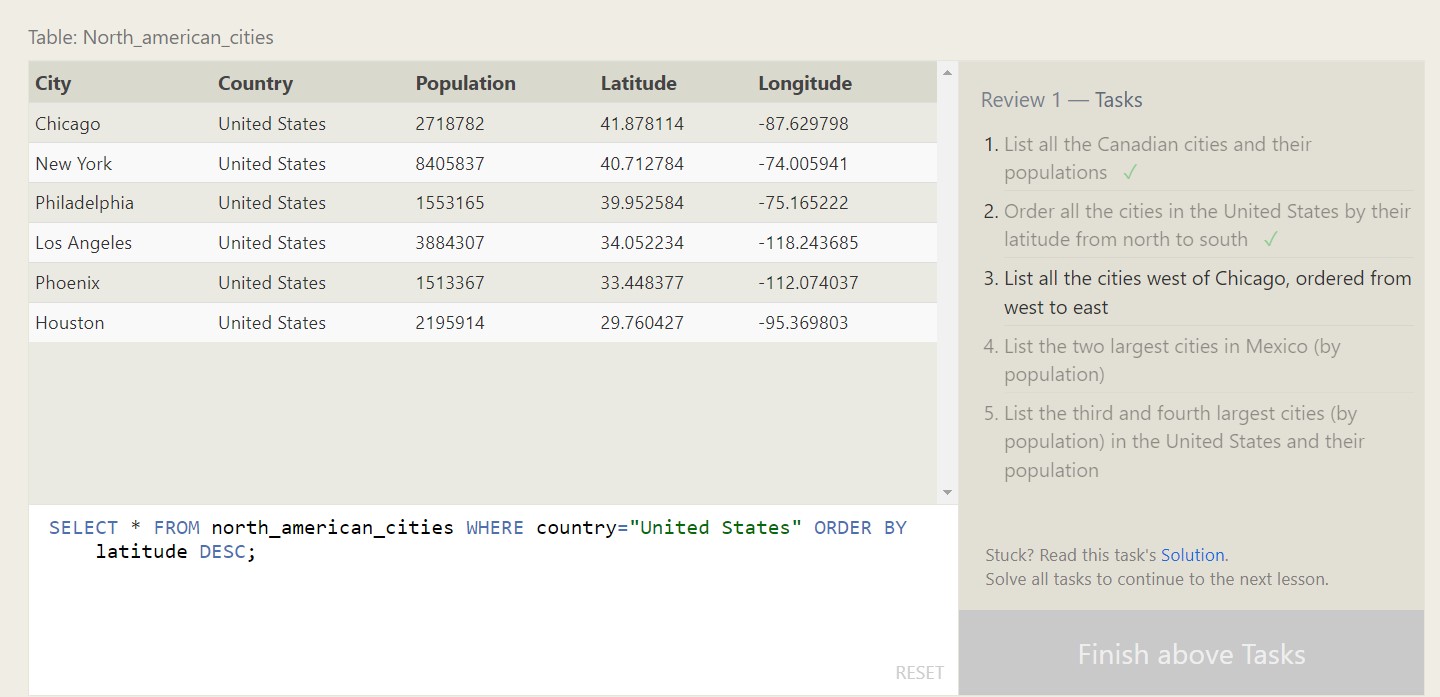 Table: North_american_cities
City Country Population Latitude Longitude
Chicago United States 2718782 41.878114 -87.629798
New York United States 8405837 40.712784 -74.005941
Philadelphia United States 1553165 39.952584 -75.165222
Los Angeles United States 3884307 34.052234 -118.243685
Phoenix United States 1513367 33.448377 -112.074037
Houston United States 2195914 29.760427 -95.369803
SELECT * FROM north_american_cities WHERE country="United States" ORDER BY
latitude DESC;
RESET
Review 1 — Tasks
1. List all the Canadian cities and their
populations ✓
2. Order all the cities in the United States by their
latitude from north to south ✓
3. List all the cities west of Chicago, ordered from
west to east
4. List the two largest cities in Mexico (by
population)
5. List the third and fourth largest cities (by
population) in the United States and their
population
Stuck? Read this task's Solution.
Solve all tasks to continue to the next lesson.
Finish above Tasks